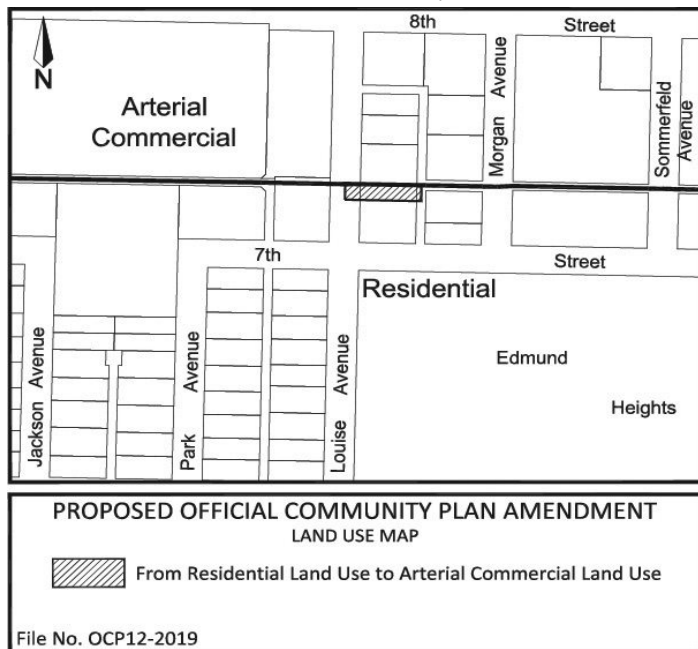 8th Street
Morgan Avenue
Sommerfeld Avenue
N
Arterial
Commercial
7th Street
Residential
Edmund
Heights
Jackson Avenue
Park Avenue
Louise Avenue
PROPOSED OFFICIAL COMMUNITY PLAN AMENDMENT
LAND USE MAP
From Residential Land Use to Arterial Commercial Land Use
File No. OCP12-2019